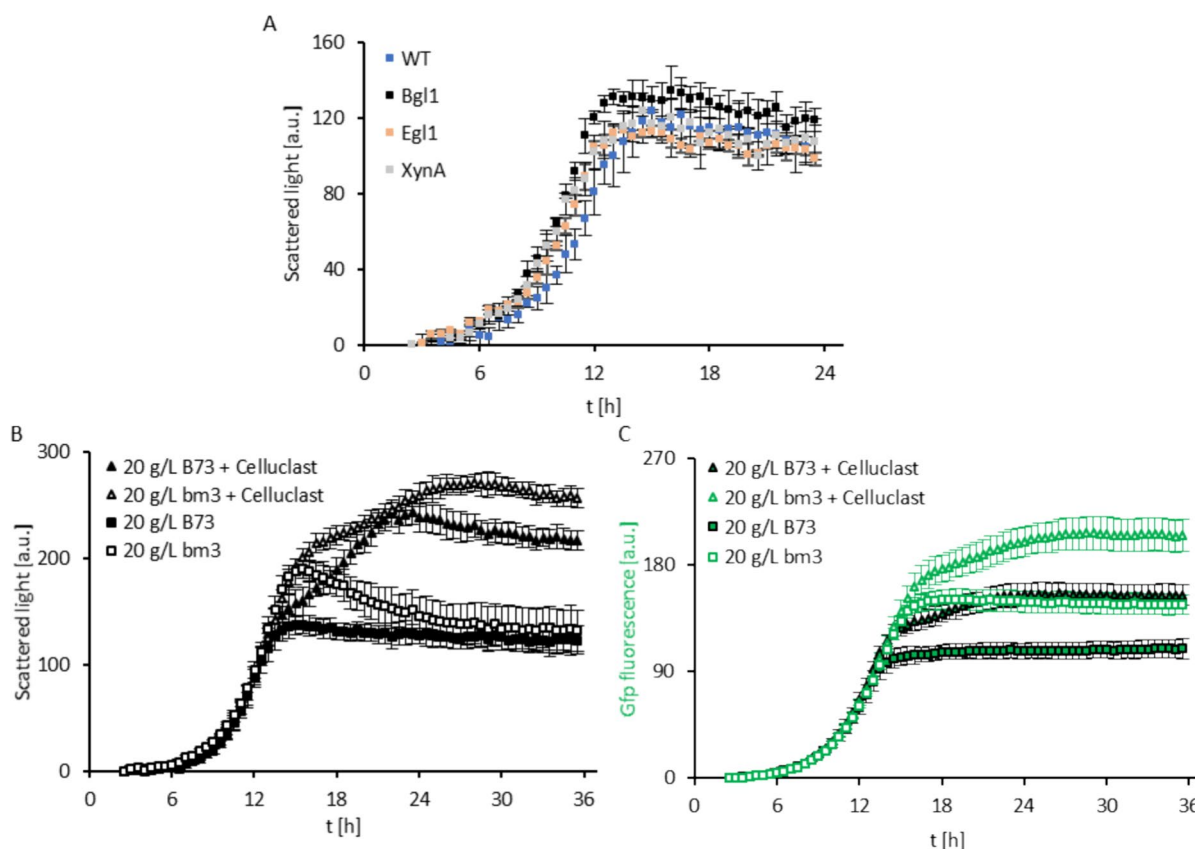 A
160
120
80
40
0
Scattered light [a.u.]
WT
Bgl1
Egl1
XynA
0 6 12 18 24
t [h]
B
300
200
100
0
Scattered light [a.u.]
20 g/L B73 + Celluclast
20 g/L bm3 + Celluclast
20 g/L B73
20 g/L bm3
0 6 12 18 24 30 36
t [h]
C
270
180
90
0
Gfp fluorescence [a.u.]
20 g/L B73 + Celluclast
20 g/L bm3 + Celluclast
20 g/L B73
20 g/L bm3
0 6 12 18 24 30 36
t [h]